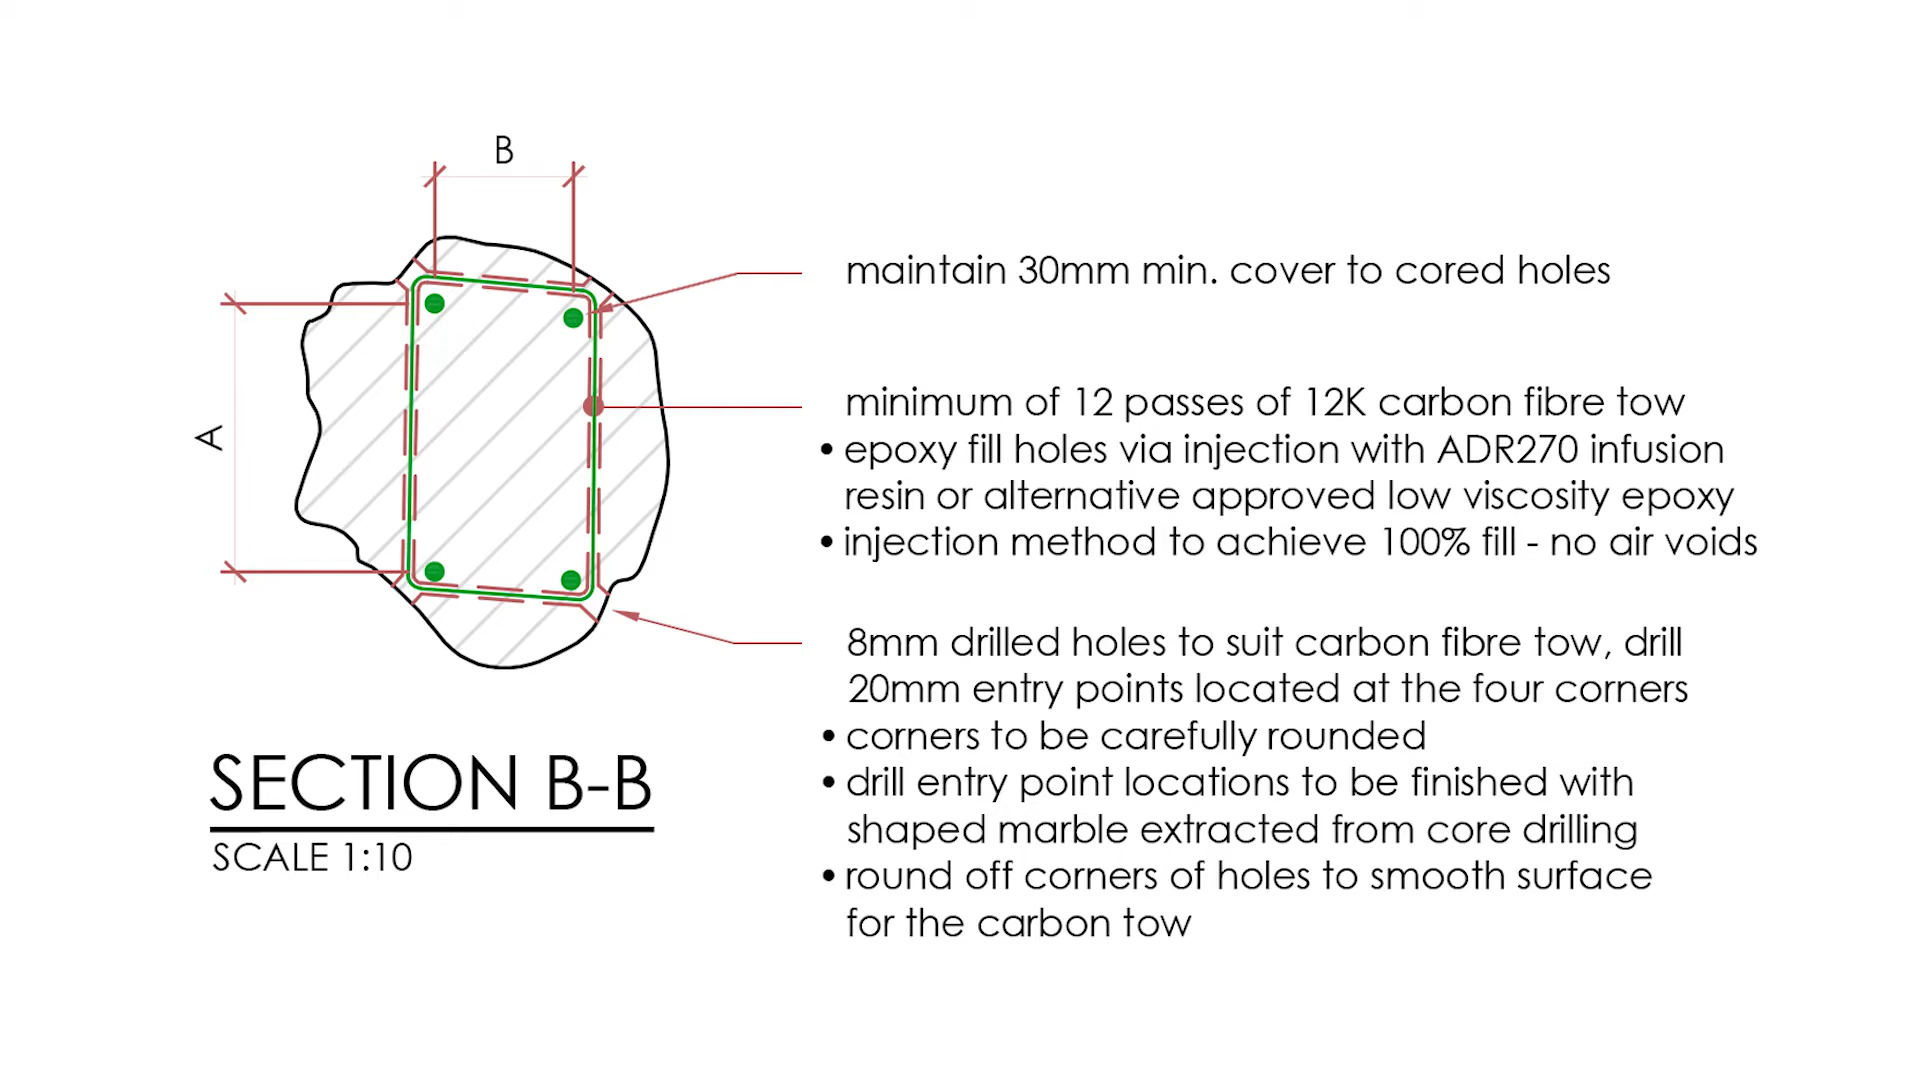 B
A
maintain 30mm min. cover to cored holes
minimum of 12 passes of 12K carbon fibre tow
• epoxy fill holes via injection with ADR270 infusion
resin or alternative approved low viscosity epoxy
• injection method to achieve 100% fill - no air voids
8mm drilled holes to suit carbon fibre tow, drill
20mm entry points located at the four corners
• corners to be carefully rounded
• drill entry point locations to be finished with
shaped marble extracted from core drilling
• round off corners of holes to smooth surface
for the carbon tow
SECTION B-B
SCALE 1:10